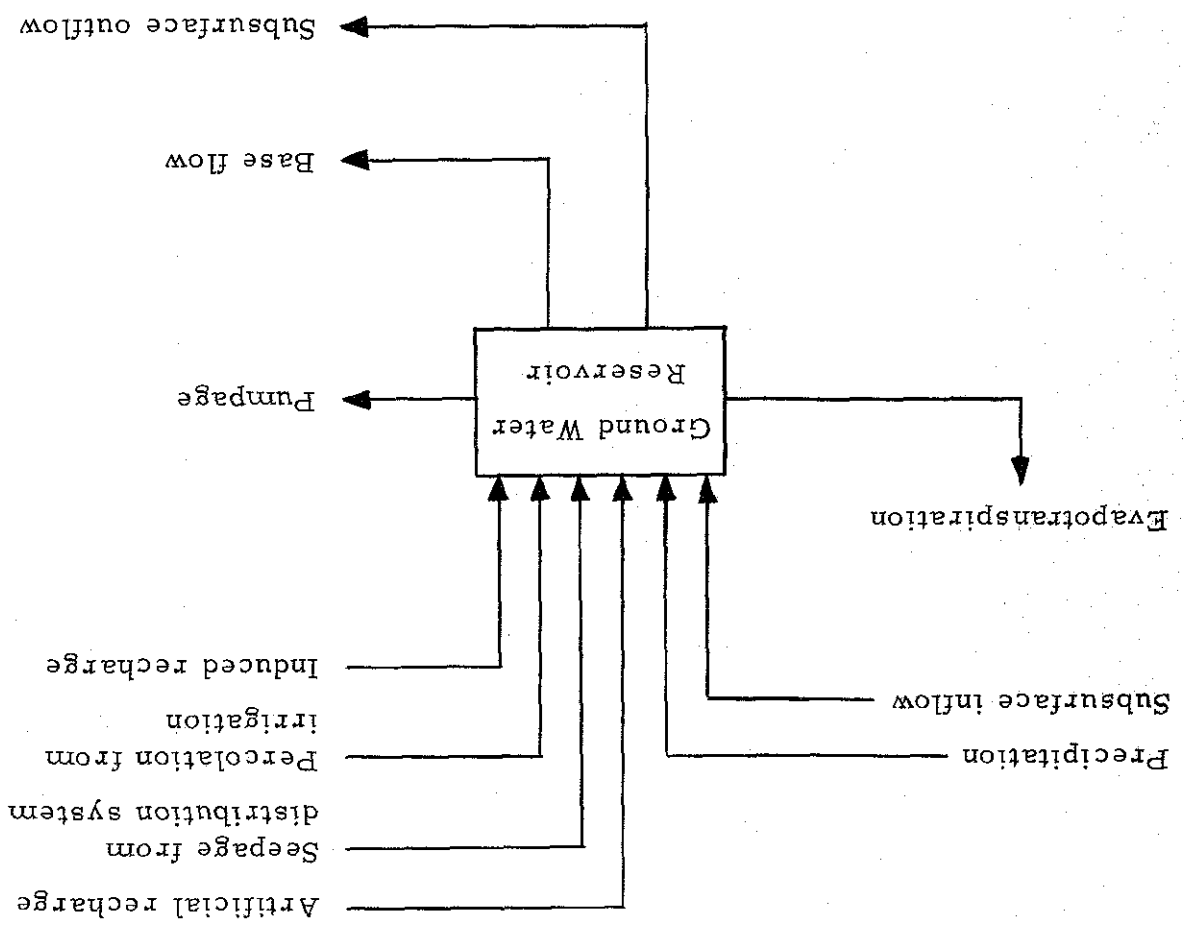 Artificial recharge
Seepage from
distribution system
Precipitation
Percolation from
irrigation
Subsurface inflow
Induced recharge
Evapotranspiration
Ground Water
Reservoir
Pumpage
Base flow
Subsurface outflow